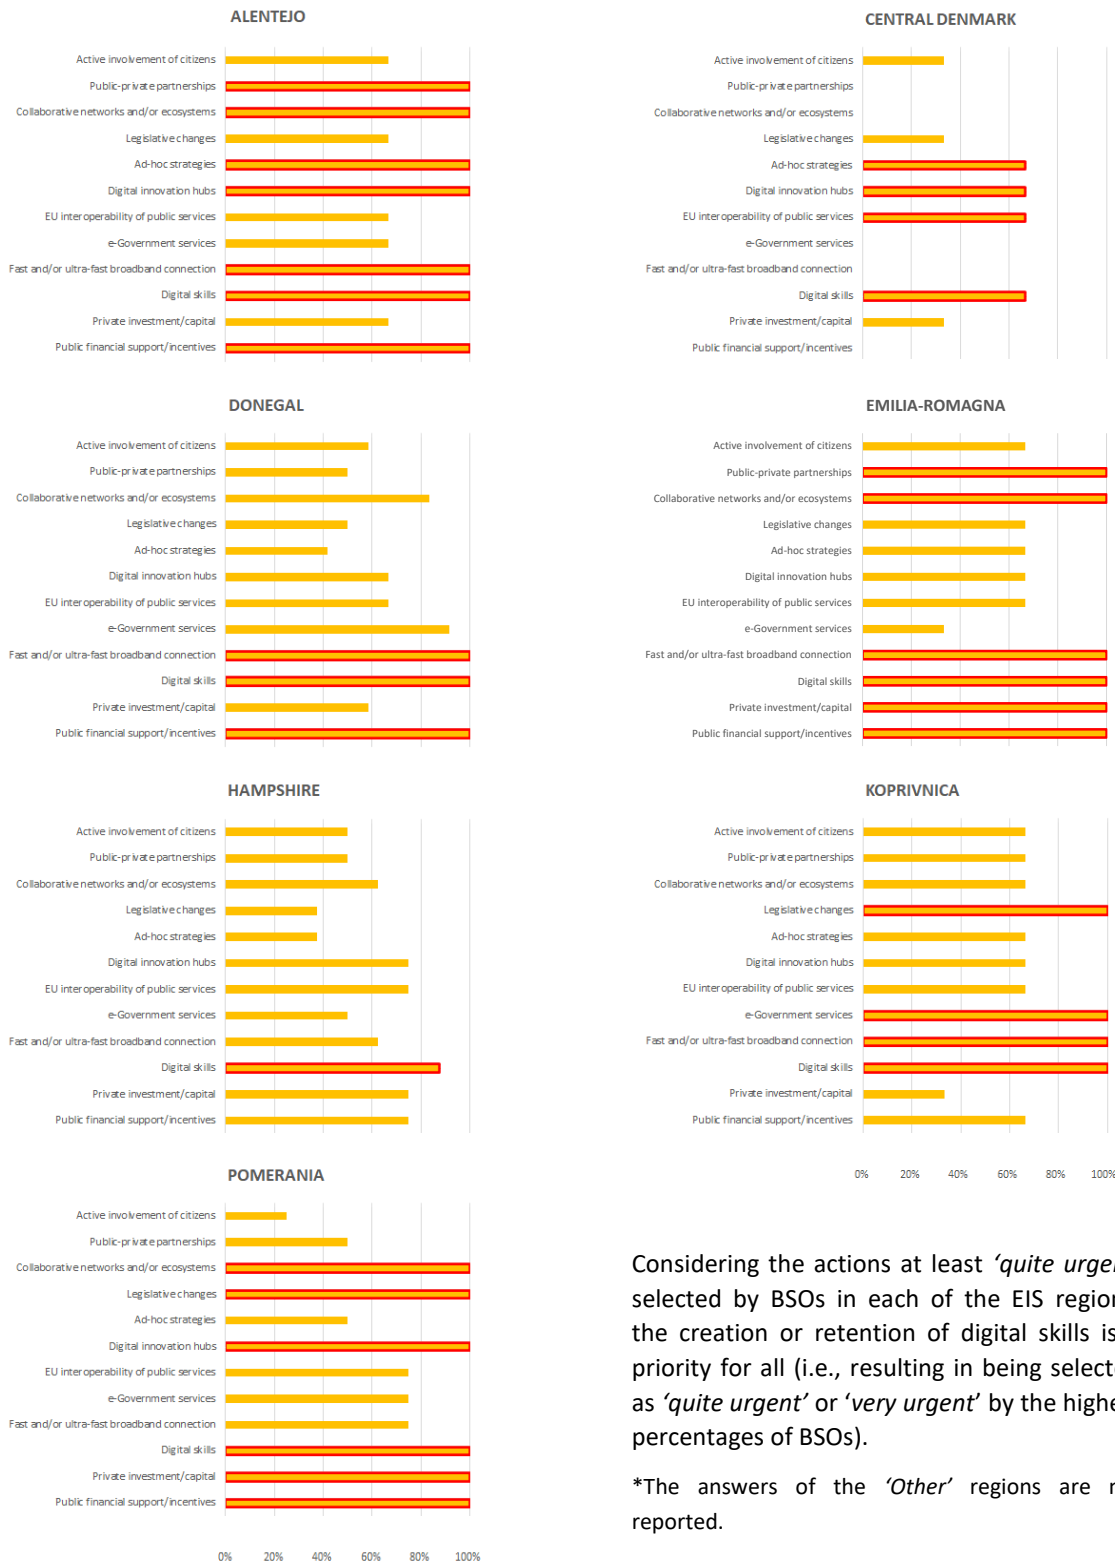 ALENTEJO
Active involvement of citizens
Public-private partnerships
Collaborative networks and/or ecosystems
Legislative changes
Ad-hoc strategies
Digital innovation hubs
EU interoperability of public services
e-Government services
Fast and/or ultra-fast broadband connection
Digital skills
Private investment/capital
Public financial support/incentives
CENTRAL DENMARK
Active involvement of citizens
Public-private partnerships
Collaborative networks and/or ecosystems
Legislative changes
Ad-hoc strategies
Digital innovation hubs
EU interoperability of public services
e-Government services
Fast and/or ultra-fast broadband connection
Digital skills
Private investment/capital
Public financial support/incentives
DONEGAL
Active involvement of citizens
Public-private partnerships
Collaborative networks and/or ecosystems
Legislative changes
Ad-hoc strategies
Digital innovation hubs
EU interoperability of public services
e-Government services
Fast and/or ultra-fast broadband connection
Digital skills
Private investment/capital
Public financial support/incentives
EMILIA-ROMAGNA
Active involvement of citizens
Public-private partnerships
Collaborative networks and/or ecosystems
Legislative changes
Ad-hoc strategies
Digital innovation hubs
EU interoperability of public services
e-Government services
Fast and/or ultra-fast broadband connection
Digital skills
Private investment/capital
Public financial support/incentives
HAMPSHIRE
Active involvement of citizens
Public-private partnerships
Collaborative networks and/or ecosystems
Legislative changes
Ad-hoc strategies
Digital innovation hubs
EU interoperability of public services
e-Government services
Fast and/or ultra-fast broadband connection
Digital skills
Private investment/capital
Public financial support/incentives
KOPRIVNICA
Active involvement of citizens
Public-private partnerships
Collaborative networks and/or ecosystems
Legislative changes
Ad-hoc strategies
Digital innovation hubs
EU interoperability of public services
e-Government services
Fast and/or ultra-fast broadband connection
Digital skills
Private investment/capital
Public financial support/incentives
0% 20% 40% 60% 80% 100%
POMERANIA
Active involvement of citizens
Public-private partnerships
Collaborative networks and/or ecosystems
Legislative changes
Ad-hoc strategies
Digital innovation hubs
EU interoperability of public services
e-Government services
Fast and/or ultra-fast broadband connection
Digital skills
Private investment/capital
Public financial support/incentives
0% 20% 40% 60% 80% 100%
Considering the actions at least ‘quite
selected by BSOs in each of the EIS
the creation or retention of digital skills is
priority for all (i.e., resulting in being
as ‘quite urgent’ or ‘very urgent’ by the
percentages of BSOs).
*The answers of the ‘Other’ regions are
reported.